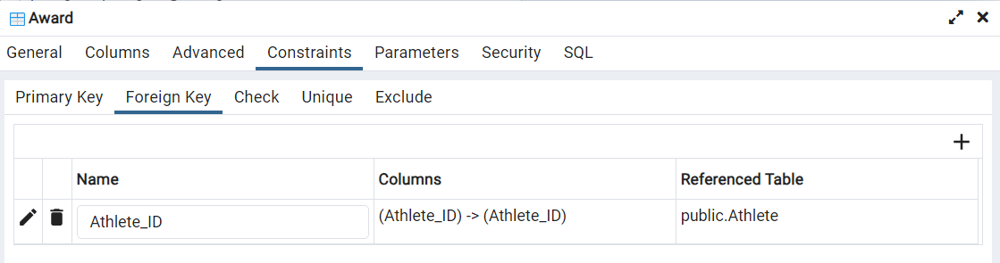 Award
General Columns Advanced Constraints Parameters Security SQL
Primary Key Foreign Key Check Unique Exclude
Name Columns Referenced Table
Athlete_ID (Athlete_ID) -> (Athlete_ID) public.Athlete